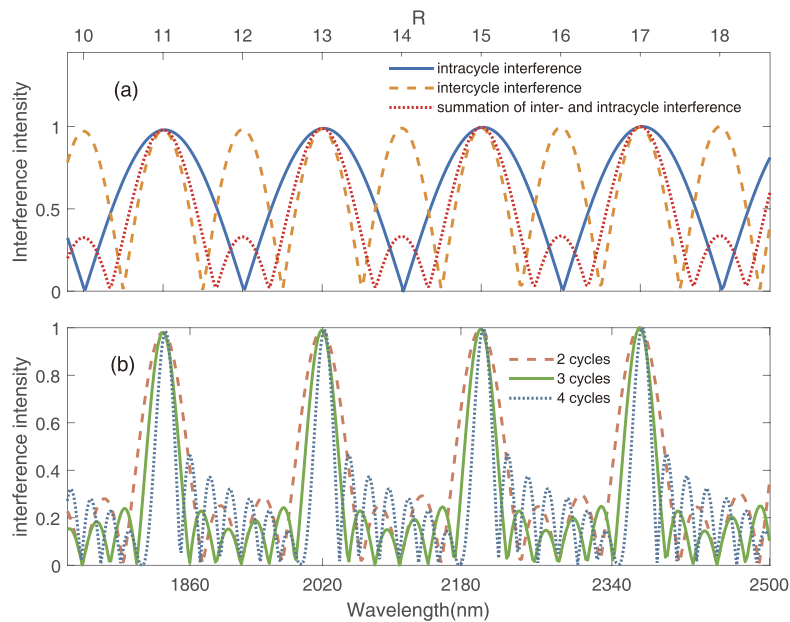 R
10 11 12 13 14 15 16 17 18
(a)
intracycle interference
intercycle interference
summation of inter- and intracycle interference
Interference intensity
1
0.5
0
(b)
2 cycles
3 cycles
4 cycles
interference intensity
1
0.8
0.6
0.4
0.2
0
1860 2020 2180 2340 2500
Wavelength(nm)